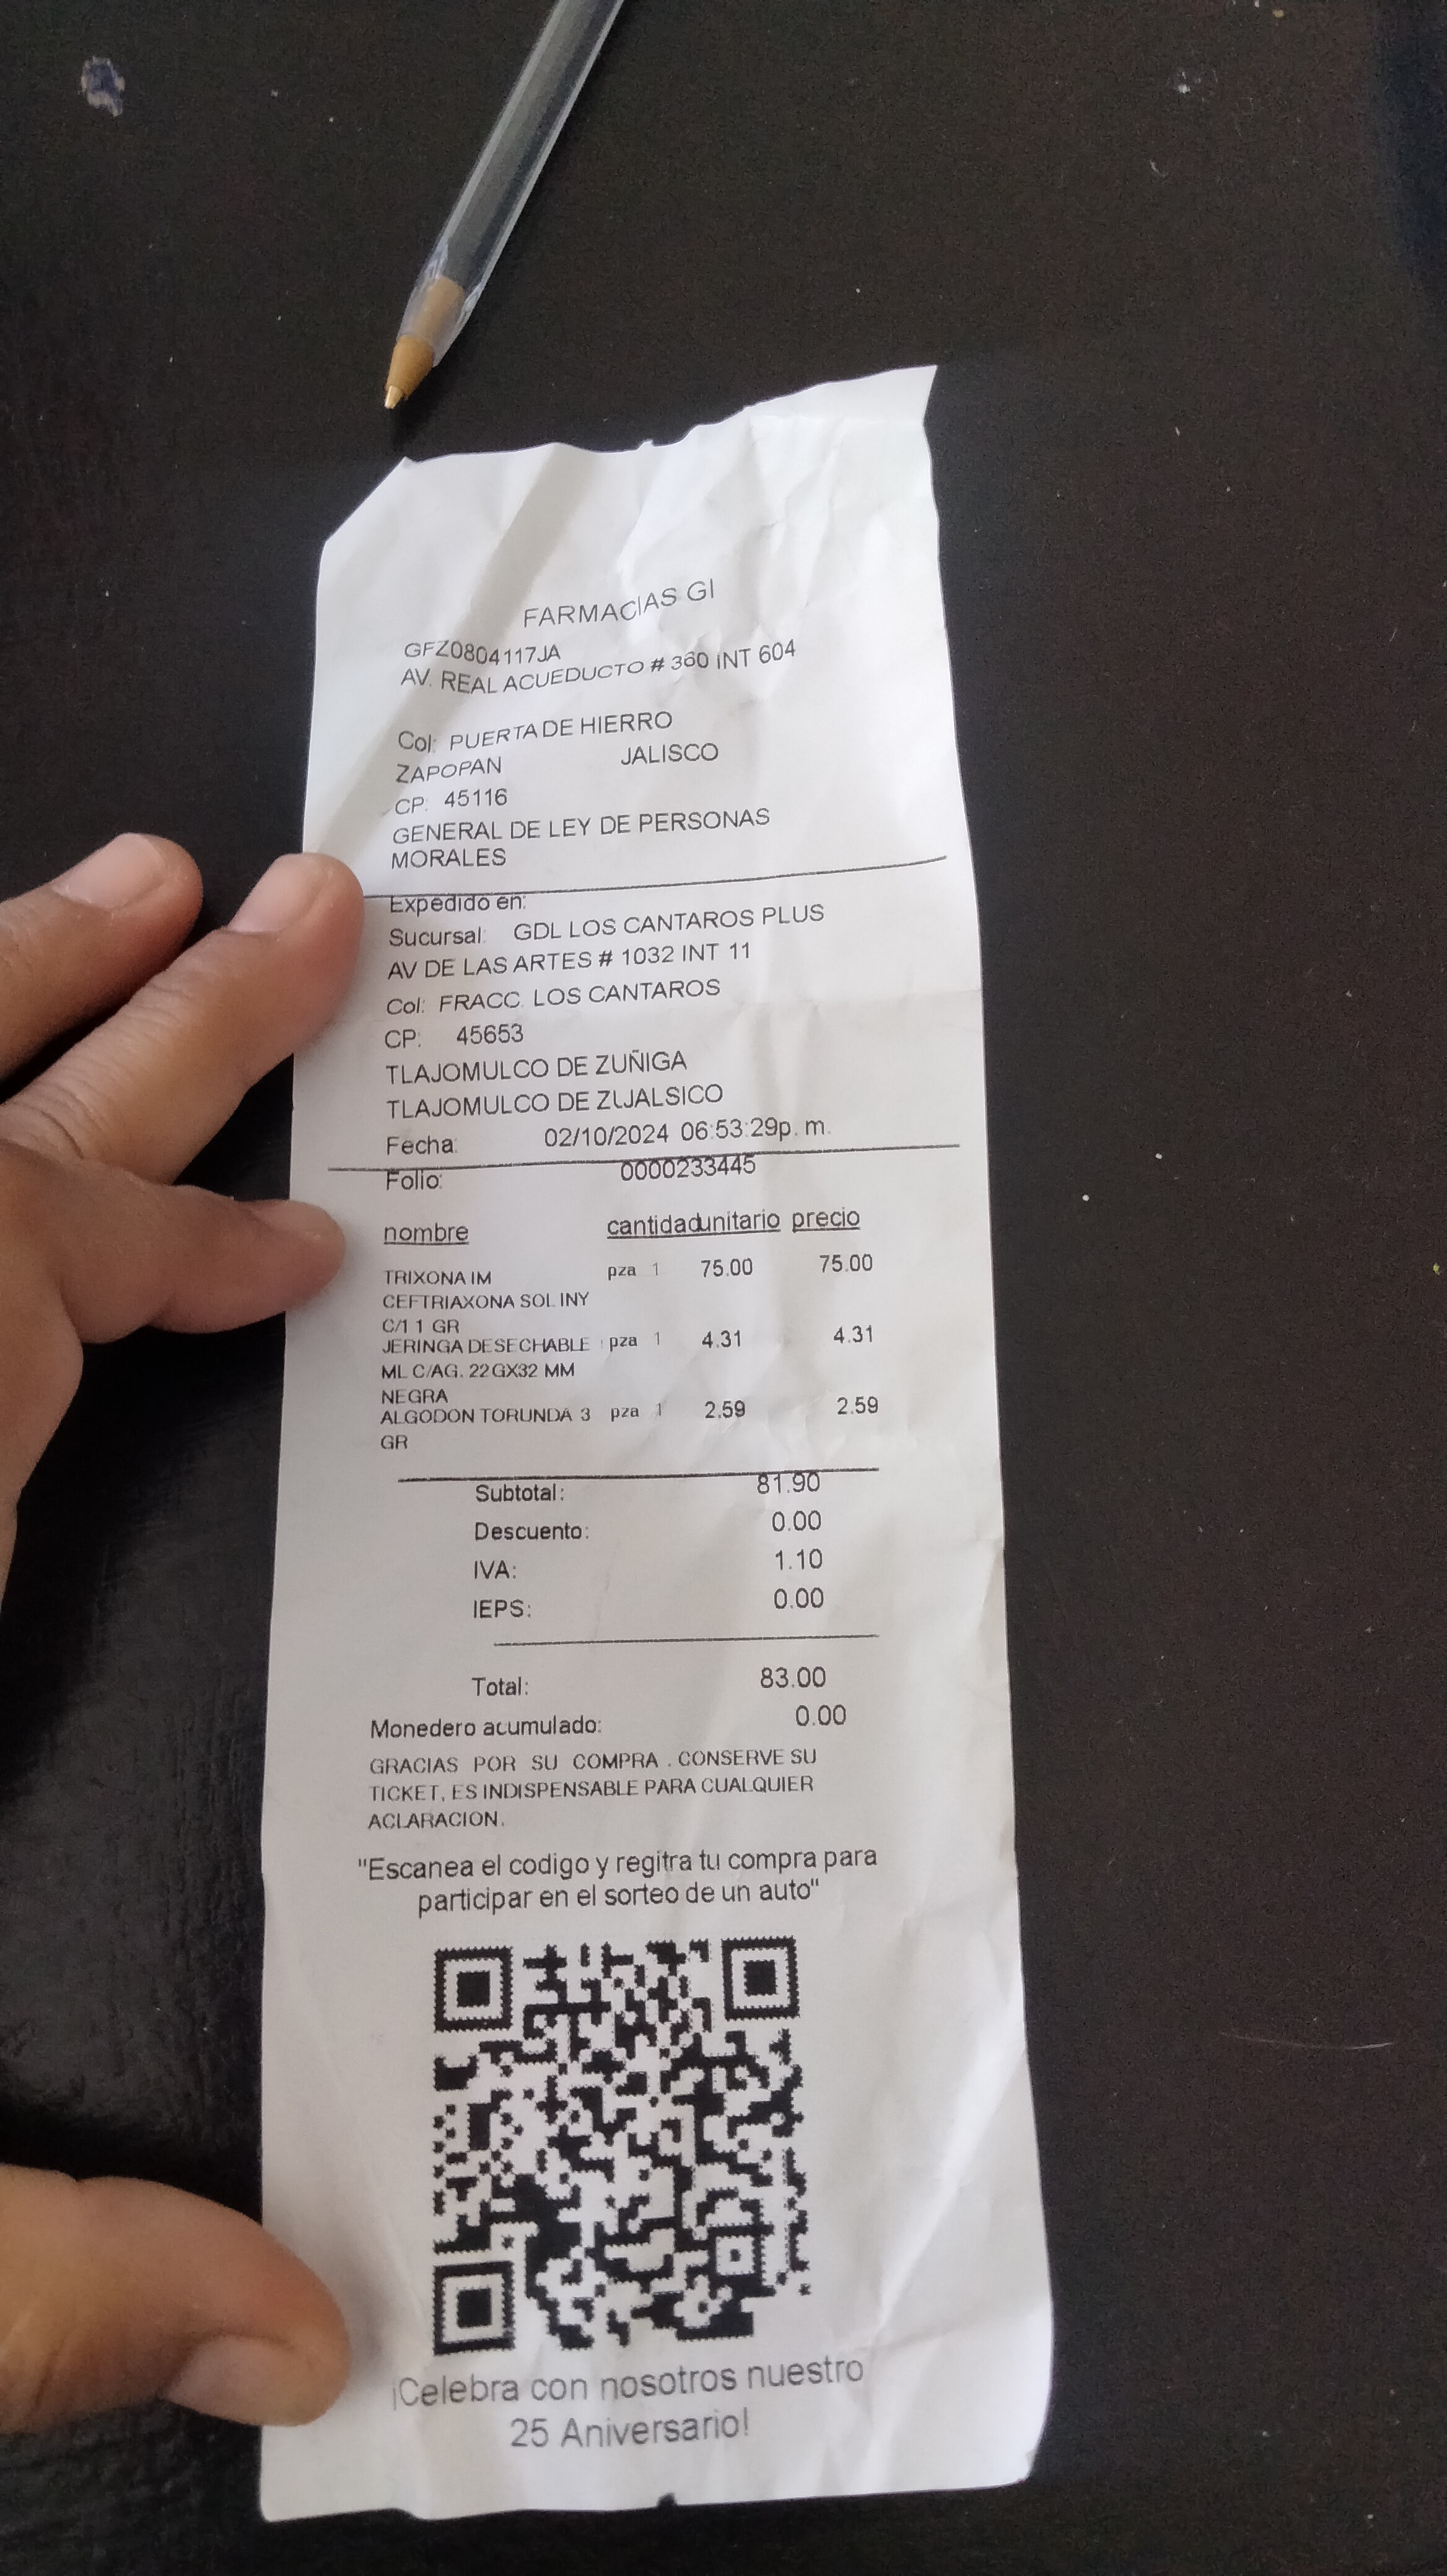 FARMACIAS GI
GFZ0804117JA
AV. REAL ACUEDUCTO # 360 INT 604
Col: PUERTA DE HIERRO
ZAPOPAN JALISCO
CP: 45116
GENERAL DE LEY DE PERSONAS
MORALES
Expedido en:
Sucursal: GDL LOS CANTAROS PLUS
AV DE LAS ARTES # 1032 INT 11
Col: FRACC. LOS CANTAROS
CP: 45653
TLAJOMULCO DE ZUÑIGA
TLAJOMULCO DE ZUJALSICO
Fecha: 02/10/2024 06:53:29p. m.
Folio: 0000233445
nombre cantidad unitario precio
TRIXONA IM pza 1 75.00 75.00
CEFTRIAXONA SOL INY
C/1 1 GR
JERINGA DESECHABLE pza 1 4.31 4.31
ML C/AG. 22GX32 MM
NEGRA
ALGODON TORUNDA 3 pza 1 2.59 2.59
GR
Subtotal: 81.90
Descuento: 0.00
IVA: 1.10
IEPS: 0.00
Total: 83.00
Monedero acumulado: 0.00
GRACIAS POR SU COMPRA . CONSERVE SU
TICKET, ES INDISPENSABLE PARA CUALQUIER
ACLARACION.
"Escanea el codigo y regitra tu compra para
participar en el sorteo de un auto"
¡Celebra con nosotros nuestro
25 Aniversario!